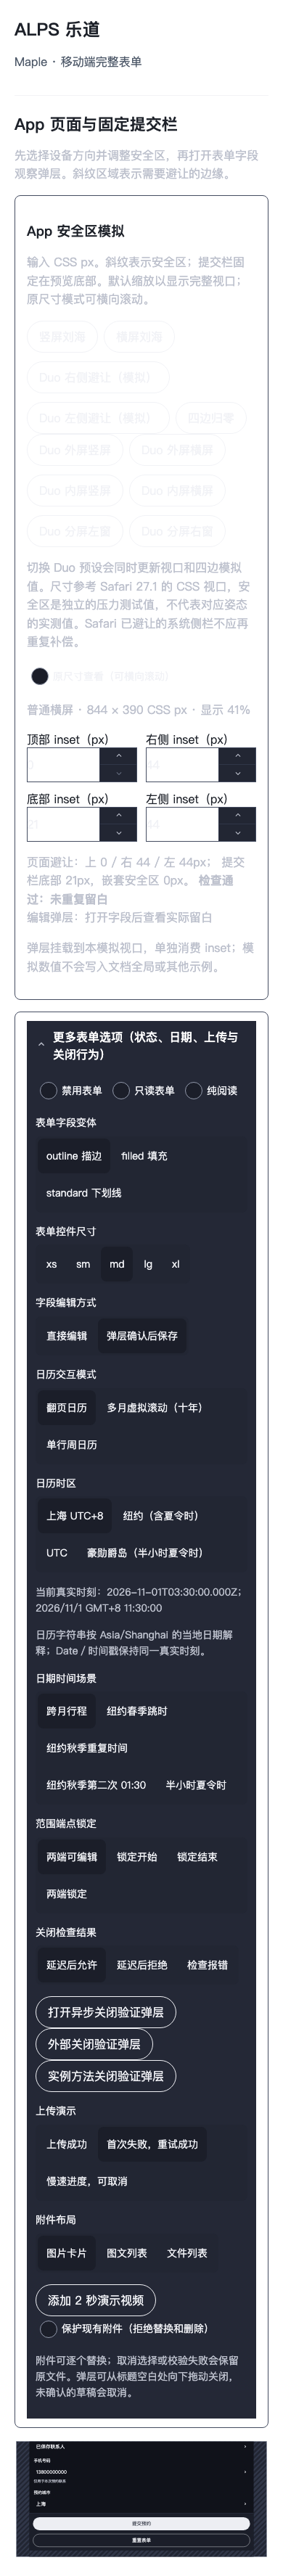 ALPS 乐道
Maple · 移动端完整表单
App 页面与固定提交栏
先选择设备方向并调整安全区，再打开表单字段
观察弹层。斜纹区域表示需要避让的边缘。
App 安全区模拟
输入 CSS px。斜纹表示安全区；提交栏固
定在预览底部。默认缩放以显示完整视口；
原尺寸模式可横向滚动。
竖屏刘海 横屏刘海
Duo 右侧避让（模拟）
Duo 左侧避让（模拟） 四边归零
Duo 外屏竖屏 Duo 外屏横屏
Duo 内屏竖屏 Duo 内屏横屏
Duo 分屏左窗 Duo 分屏右窗
切换 Duo 预设会同时更新视口和四边模拟
值。尺寸参考 Safari 27.1 的 CSS 视口，安
全区是独立的压力测试值，不代表对应姿态
的实测值。Safari 已避让的系统侧栏不应再
重复补偿。
原尺寸查看（可横向滚动）
普通横屏 · 844 × 390 CSS px · 显示 41%
顶部 inset（px） 右侧 inset（px）
0 44
底部 inset（px） 左侧 inset（px）
21 44
页面避让：上 0 / 右 44 / 左 44px； 提交
栏底部 21px，嵌套安全区 0px。 检查通
过：未重复留白
编辑弹层：打开字段后查看实际留白
弹层挂载到本模拟视口，单独消费 inset；模
拟数值不会写入文档全局或其他示例。
更多表单选项（状态、日期、上传与
关闭行为）
禁用表单 只读表单 纯阅读
表单字段变体
outline 描边 filled 填充
standard 下划线
表单控件尺寸
xs sm md lg xl
字段编辑方式
直接编辑 弹层确认后保存
日历交互模式
翻页日历 多月虚拟滚动（十年）
单行周日历
日历时区
上海 UTC+8 纽约（含夏令时）
UTC 豪勋爵岛（半小时夏令时）
当前真实时刻：2026-11-01T03:30:00.000Z；
2026/11/1 GMT+8 11:30:00
日历字符串按 Asia/Shanghai 的当地日期解
释；Date / 时间戳保持同一真实时刻。
日期时间场景
跨月行程 纽约春季跳时
纽约秋季重复时间
纽约秋季第二次 01:30 半小时夏令时
范围端点锁定
两端可编辑 锁定开始 锁定结束
两端锁定
关闭检查结果
延迟后允许 延迟后拒绝 检查报错
打开异步关闭验证弹层
外部关闭验证弹层
实例方法关闭验证弹层
上传演示
上传成功 首次失败，重试成功
慢速进度，可取消
附件布局
图片卡片 图文列表 文件列表
添加 2 秒演示视频
保护现有附件（拒绝替换和删除）
附件可逐个替换；取消选择或校验失败会保留
原文件。弹层可从标题空白处向下拖动关闭，
未确认的草稿会取消。
已保存联系人
手机号码
13800000000
仅用于本次预约联系
预约城市
上海
提交预约
重置表单